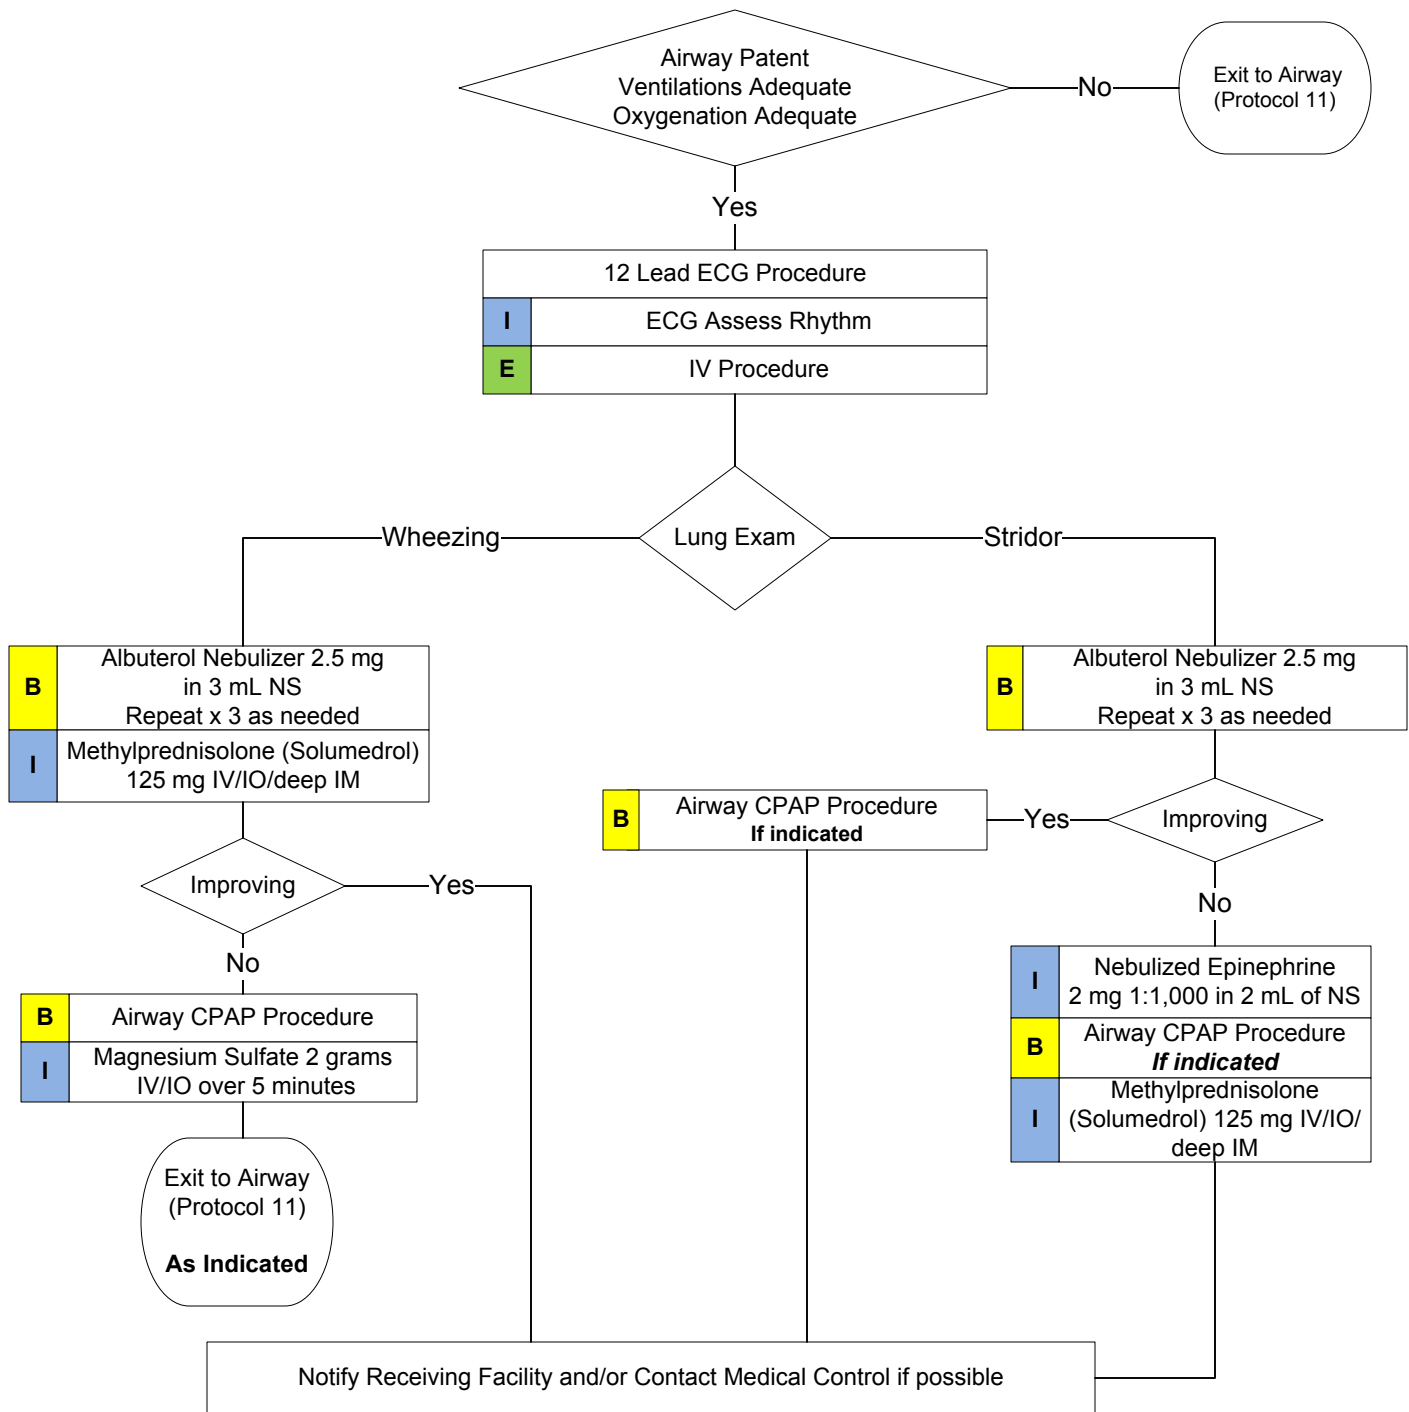 Airway Patent
Ventilations Adequate
Oxygenation Adequate
No
Exit to Airway
(Protocol 11)
Yes
12 Lead ECG Procedure
I
ECG Assess Rhythm
E
IV Procedure
Wheezing
Lung Exam
Stridor
B
Albuterol Nebulizer 2.5 mg
in 3 mL NS
Repeat x 3 as needed
I
Methylprednisolone (Solumedrol)
125 mg IV/IO/deep IM
Improving
Yes
No
B
Airway CPAP Procedure
I
Magnesium Sulfate 2 grams
IV/IO over 5 minutes
Exit to Airway
(Protocol 11)
As Indicated
B
Albuterol Nebulizer 2.5 mg
in 3 mL NS
Repeat x 3 as needed
Improving
Yes
B
Airway CPAP Procedure
If indicated
No
I
Nebulized Epinephrine
2 mg 1:1,000 in 2 mL of NS
B
Airway CPAP Procedure
If indicated
I
Methylprednisolone
(Solumedrol) 125 mg IV/IO/
deep IM
Notify Receiving Facility and/or Contact Medical Control if possible